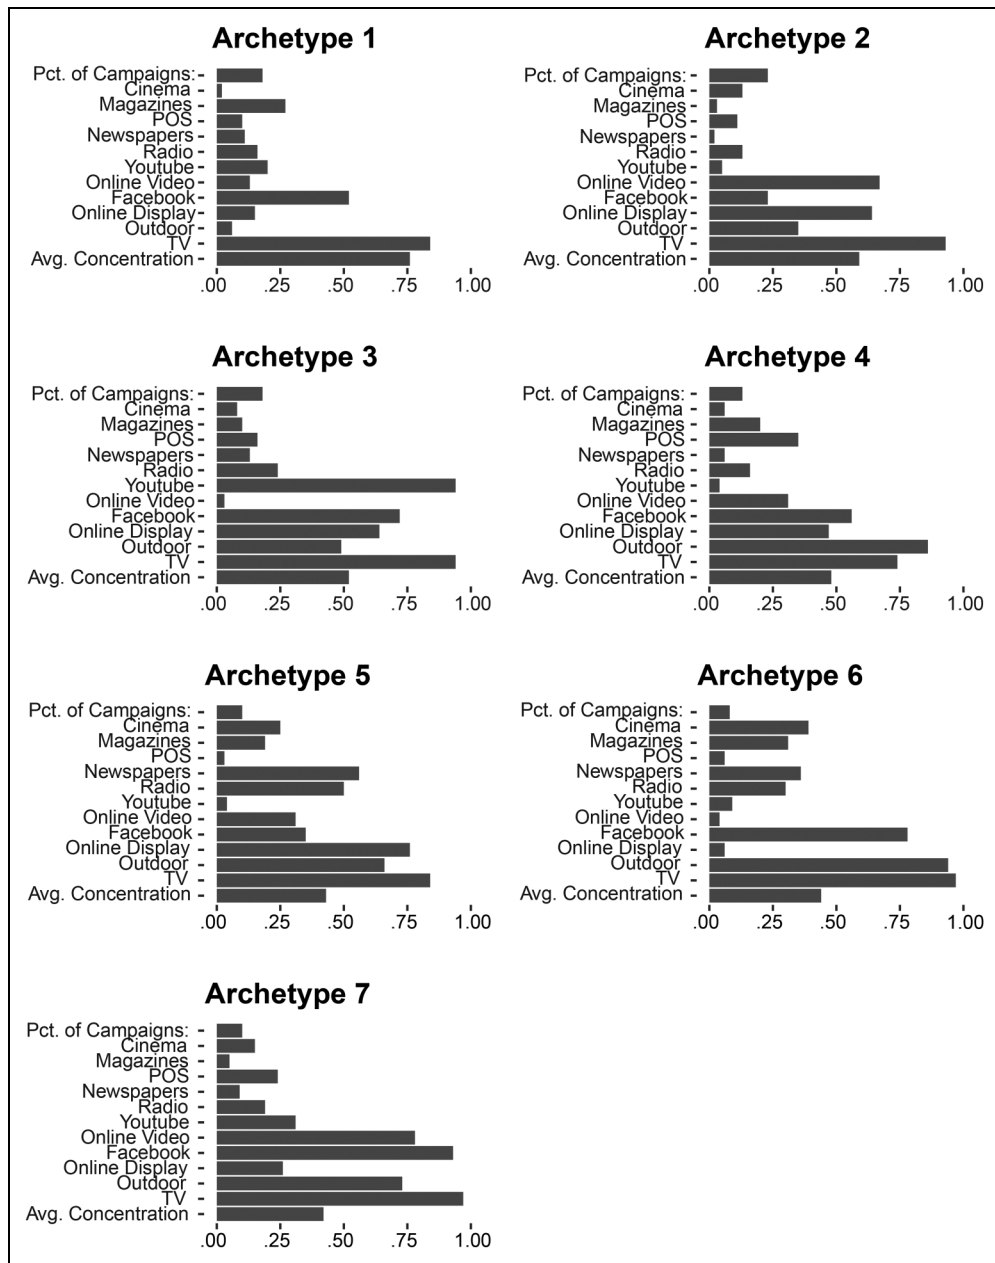 Archetype 1
Pct. of Campaigns:
Cinema
Magazines
POS
Newspapers
Radio
Youtube
Online Video
Facebook
Online Display
Outdoor
TV
Avg. Concentration
.00 .25 .50 .75 1.00
Archetype 2
Pct. of Campaigns:
Cinema
Magazines
POS
Newspapers
Radio
Youtube
Online Video
Facebook
Online Display
Outdoor
TV
Avg. Concentration
.00 .25 .50 .75 1.00
Archetype 3
Pct. of Campaigns:
Cinema
Magazines
POS
Newspapers
Radio
Youtube
Online Video
Facebook
Online Display
Outdoor
TV
Avg. Concentration
.00 .25 .50 .75 1.00
Archetype 4
Pct. of Campaigns:
Cinema
Magazines
POS
Newspapers
Radio
Youtube
Online Video
Facebook
Online Display
Outdoor
TV
Avg. Concentration
.00 .25 .50 .75 1.00
Archetype 5
Pct. of Campaigns:
Cinema
Magazines
POS
Newspapers
Radio
Youtube
Online Video
Facebook
Online Display
Outdoor
TV
Avg. Concentration
.00 .25 .50 .75 1.00
Archetype 6
Pct. of Campaigns:
Cinema
Magazines
POS
Newspapers
Radio
Youtube
Online Video
Facebook
Online Display
Outdoor
TV
Avg. Concentration
.00 .25 .50 .75 1.00
Archetype 7
Pct. of Campaigns:
Cinema
Magazines
POS
Newspapers
Radio
Youtube
Online Video
Facebook
Online Display
Outdoor
TV
Avg. Concentration
.00 .25 .50 .75 1.00